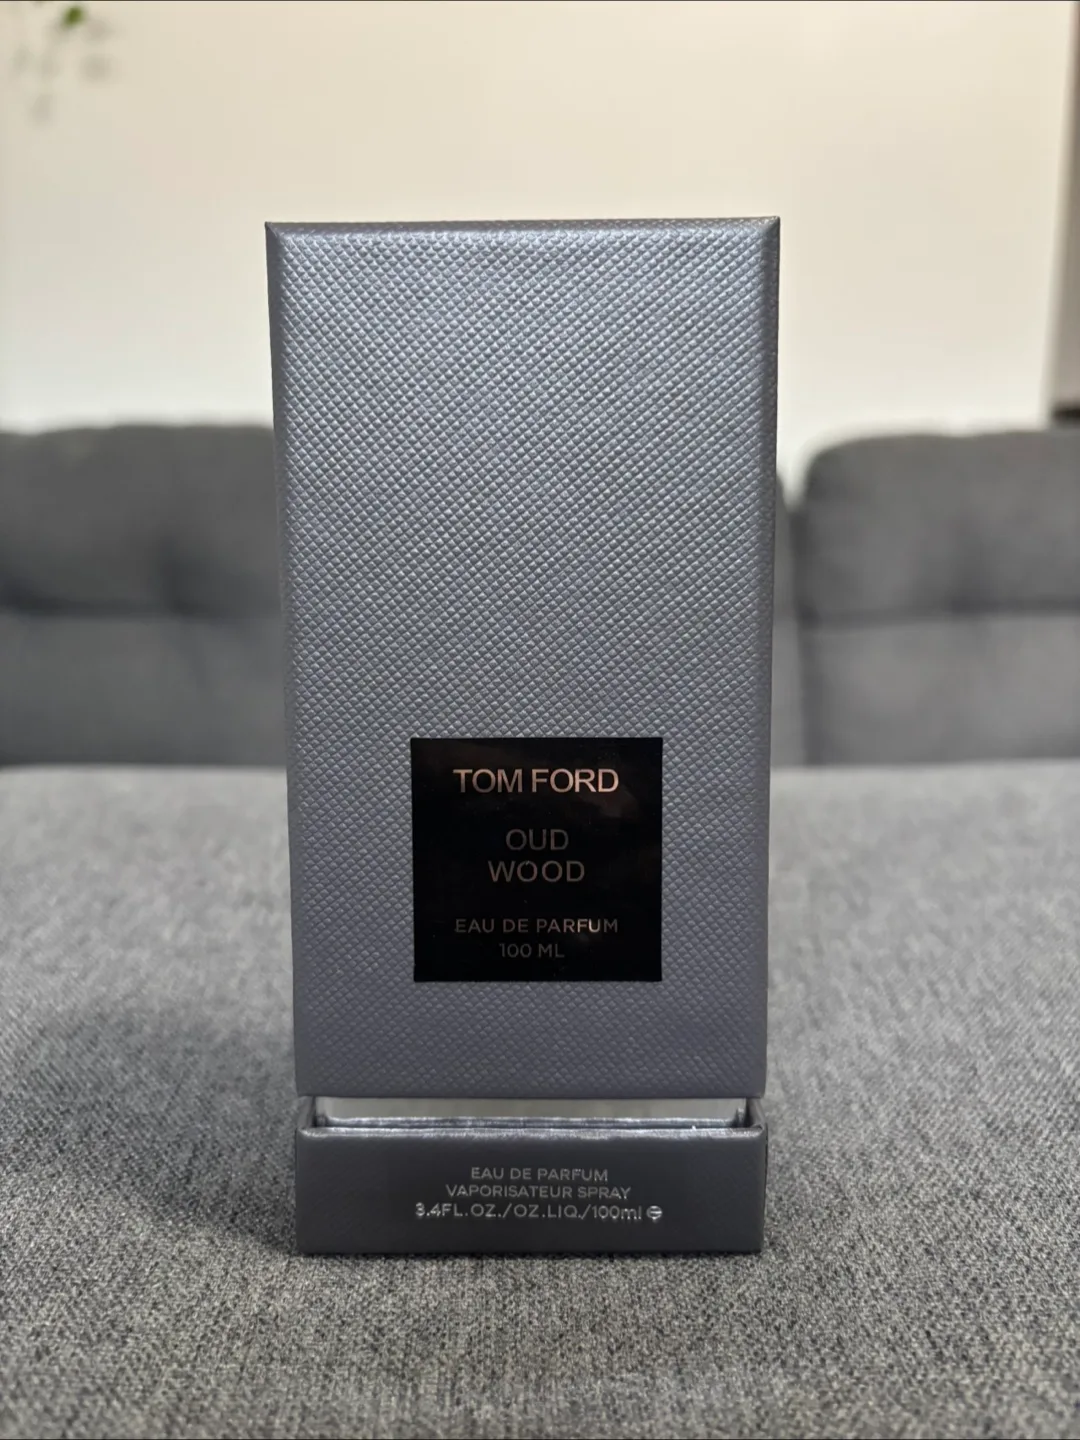 TOM FORD
OUD
WOOD
EAU DE PARFUM
100 ML
EAU DE PARFUM
VAPORISATEUR SPRAY
3.4FL.OZ./OZ.LIQ./100ml ℮